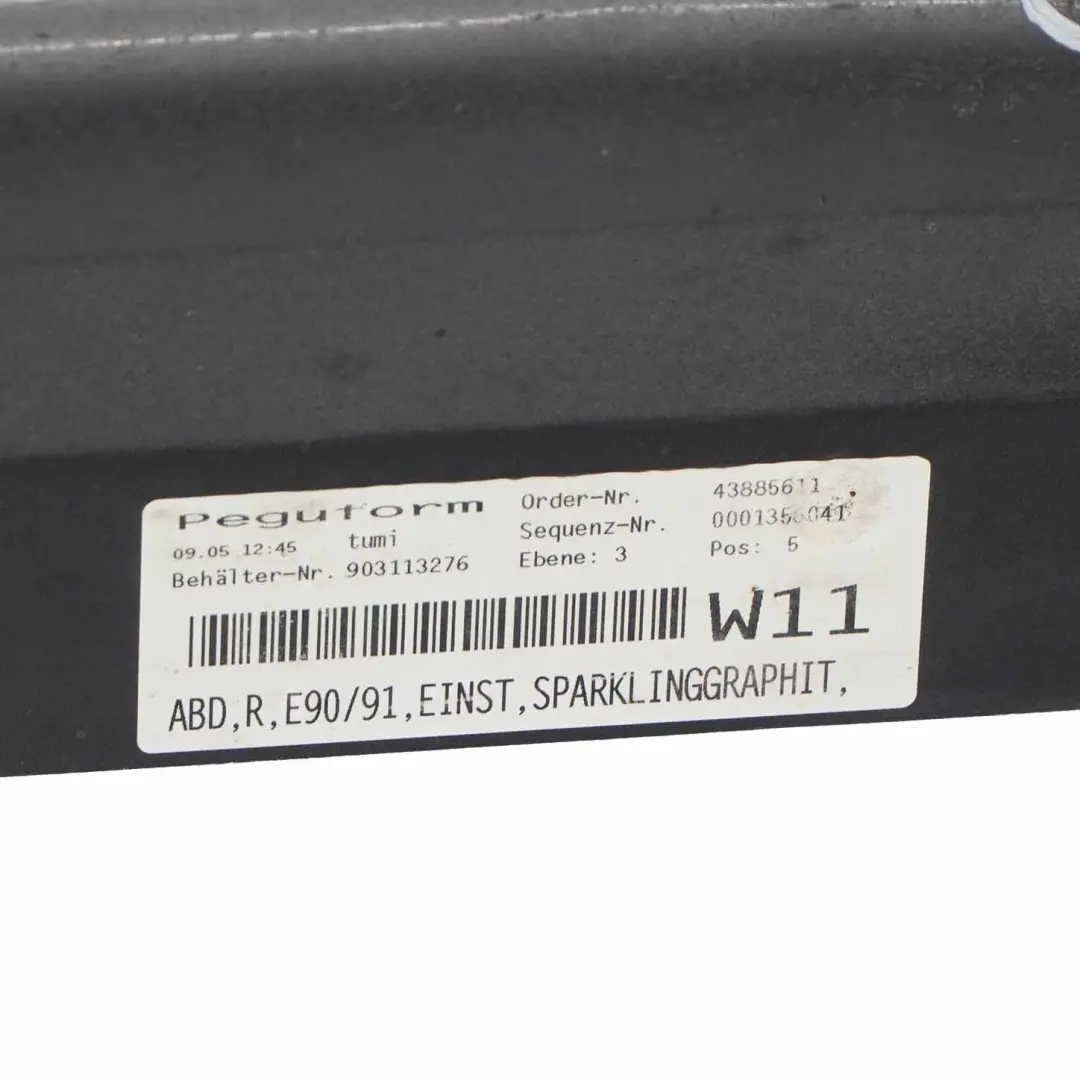 Peguform Order-Nr. 43885611
09.05 12:45 tumi Sequenz-Nr.
Behälter-Nr. 903113276 Ebene: 3 Pos: 5
W11
ABD,R,E90/91,EINST,SPARKLINGGRAPHIT,